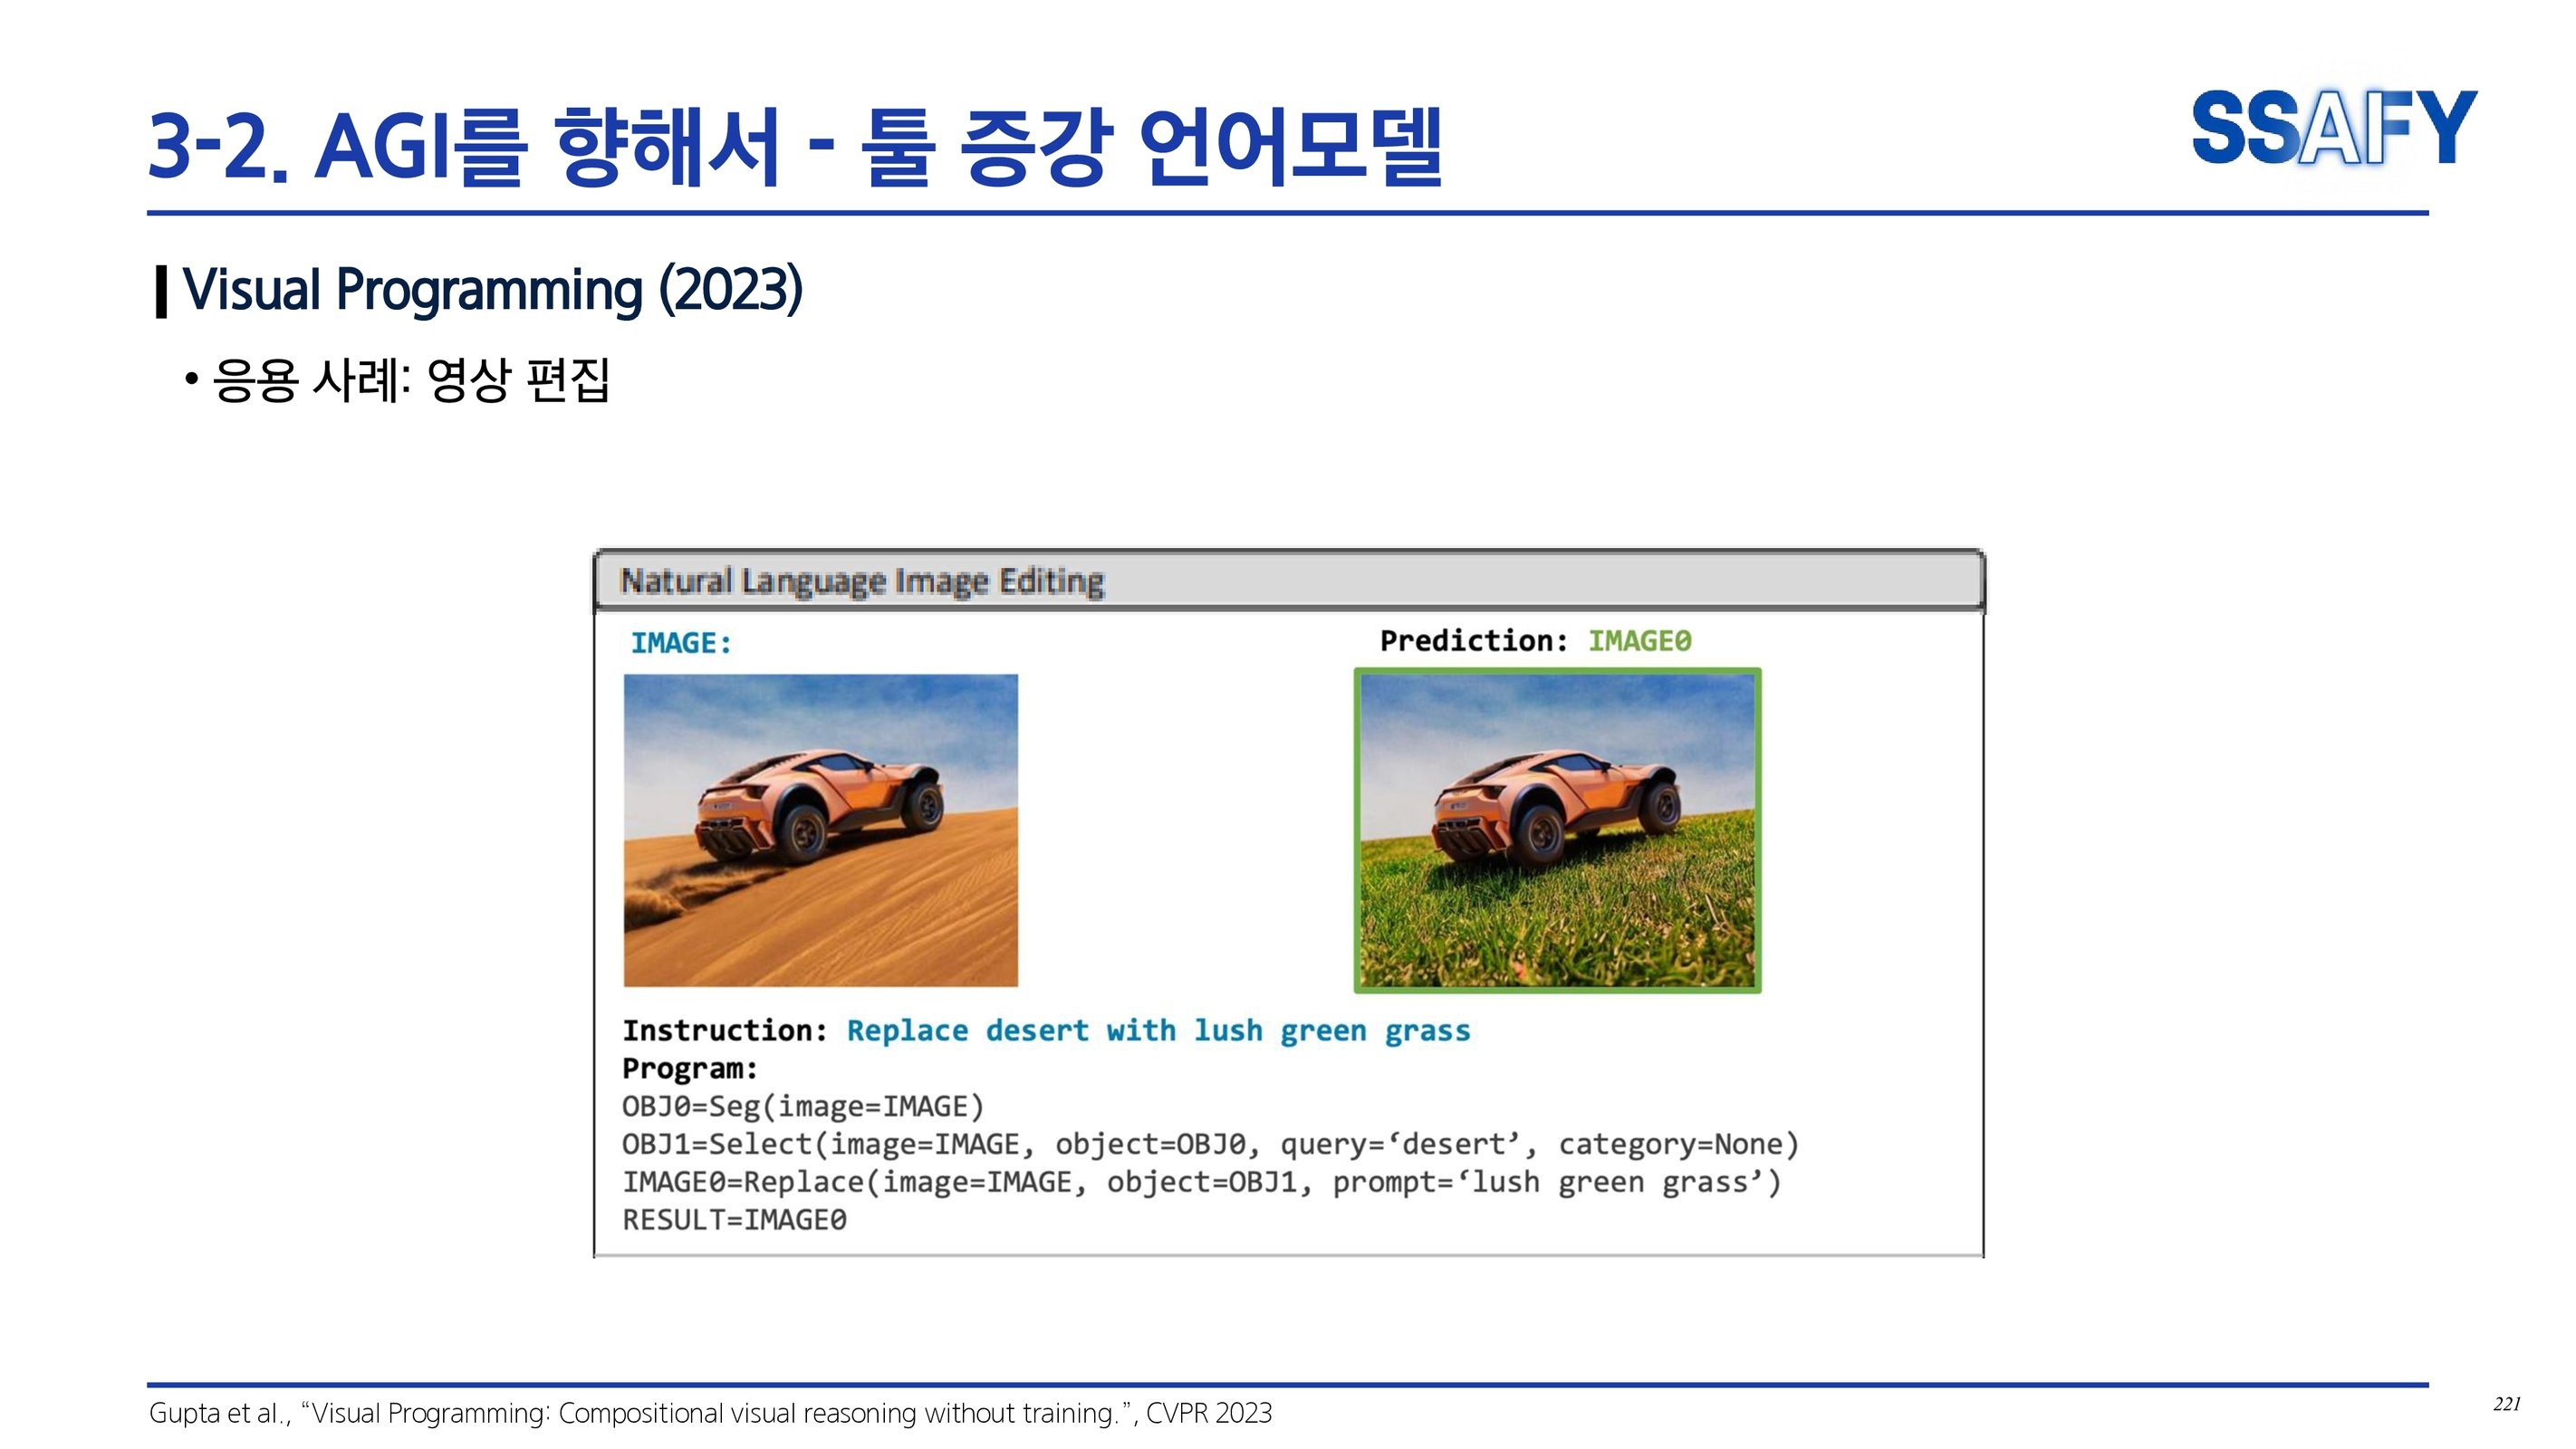 3-2. AGI를 향해서 - 툴 증강 언어모델
SSAFY
Visual Programming (2023)
• 응용 사례: 영상 편집
Natural Language Image Editing
IMAGE:
Prediction: IMAGE0
Instruction: Replace desert with lush green grass
Program:
OBJ0=Seg(image=IMAGE)
OBJ1=Select(image=IMAGE, object=OBJ0, query=‘desert’, category=None)
IMAGE0=Replace(image=IMAGE, object=OBJ1, prompt=‘lush green grass’)
RESULT=IMAGE0
Gupta et al., “Visual Programming: Compositional visual reasoning without training.”, CVPR 2023
221